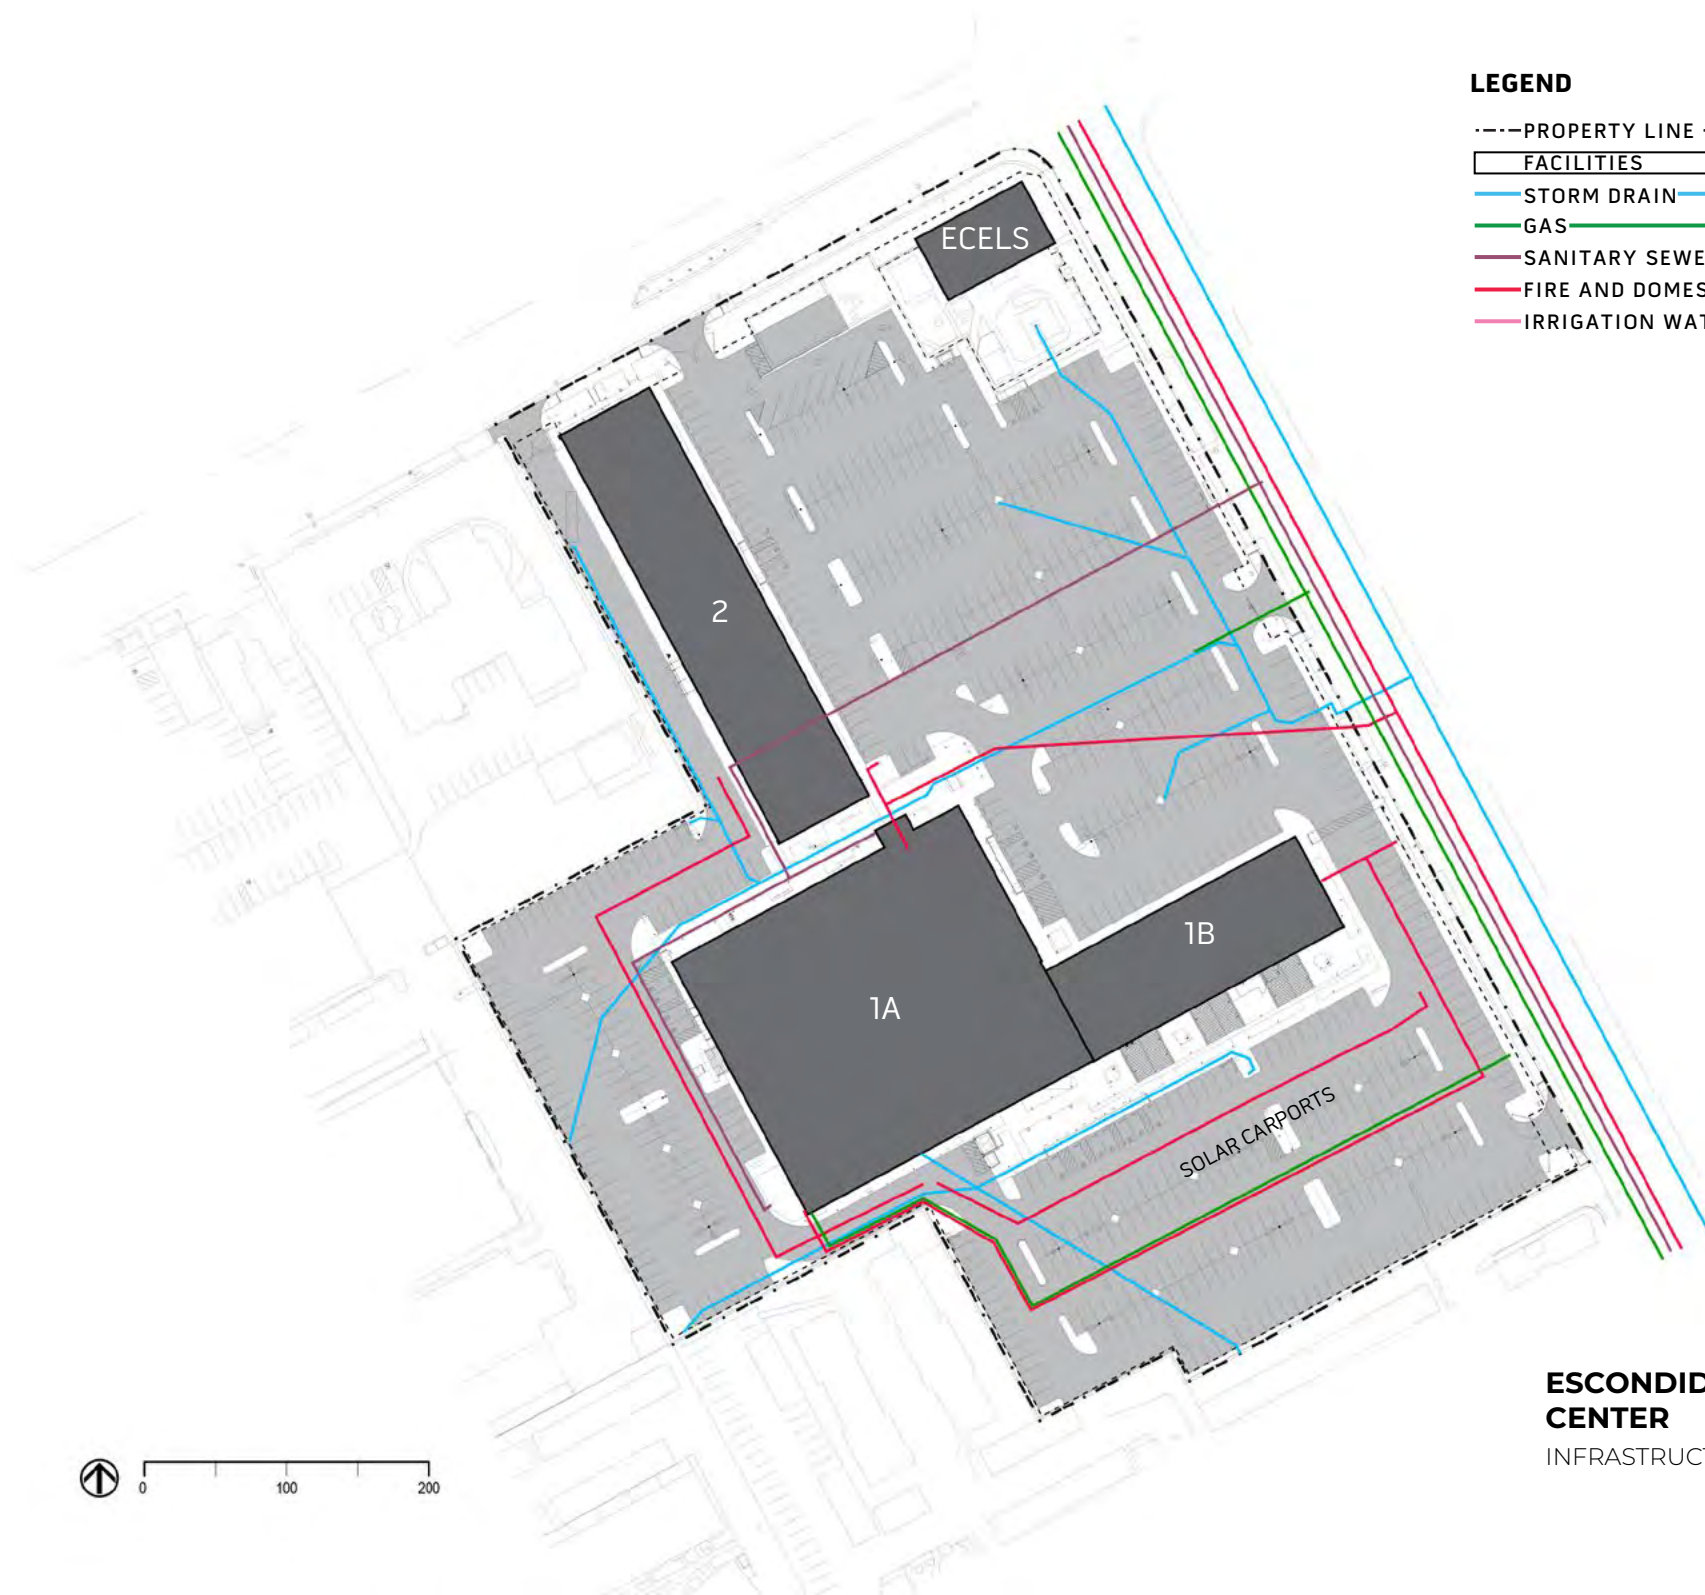 LEGEND
PROPERTY LINE
FACILITIES
STORM DRAIN
GAS
SANITARY SEWE
FIRE AND DOMES
IRRIGATION WAT
ECELS
2
1B
1A
SOLAR CARPORTS
ESCONDID
CENTER
INFRASTRUCT
0 100 200